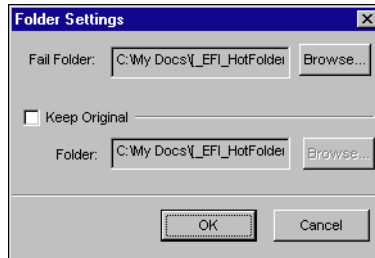 Folder Settings
Fail Folder: C:\My Docs\[_EFI_HotFolder Browse...
Keep Original
Folder: C:\My Docs\[_EFI_HotFolder Browse...
OK Cancel